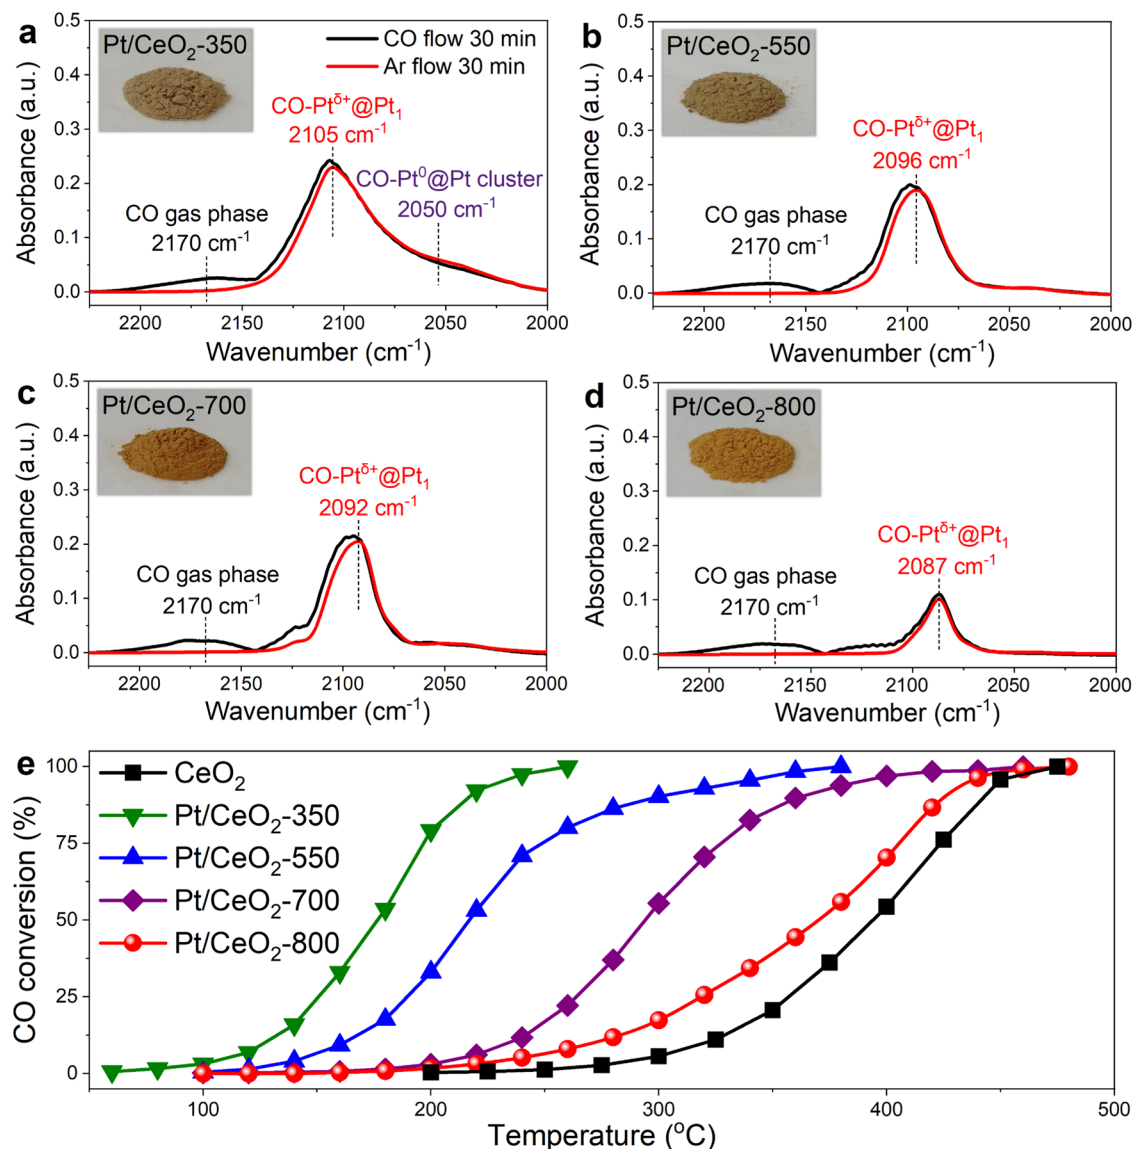 a
Pt/CeO₂-350
CO flow 30 min
Ar flow 30 min
CO-Ptᵟ⁺@Pt₁
2105 cm⁻¹
CO-Pt⁰@Pt cluster
2050 cm⁻¹
CO gas phase
2170 cm⁻¹
Absorbance (a.u.)
0.5
0.4
0.3
0.2
0.1
0.0
2200 2150 2100 2050 2000
Wavenumber (cm⁻¹)
b
Pt/CeO₂-550
CO-Ptᵟ⁺@Pt₁
2096 cm⁻¹
CO gas phase
2170 cm⁻¹
Absorbance (a.u.)
0.5
0.4
0.3
0.2
0.1
0.0
2200 2150 2100 2050 2000
Wavenumber (cm⁻¹)
c
Pt/CeO₂-700
CO-Ptᵟ⁺@Pt₁
2092 cm⁻¹
CO gas phase
2170 cm⁻¹
Absorbance (a.u.)
0.5
0.4
0.3
0.2
0.1
0.0
2200 2150 2100 2050 2000
Wavenumber (cm⁻¹)
d
Pt/CeO₂-800
CO-Ptᵟ⁺@Pt₁
2087 cm⁻¹
CO gas phase
2170 cm⁻¹
Absorbance (a.u.)
0.5
0.4
0.3
0.2
0.1
0.0
2200 2150 2100 2050 2000
Wavenumber (cm⁻¹)
e
CeO₂
Pt/CeO₂-350
Pt/CeO₂-550
Pt/CeO₂-700
Pt/CeO₂-800
CO conversion (%)
100
75
50
25
0
100 200 300 400 500
Temperature (°C)